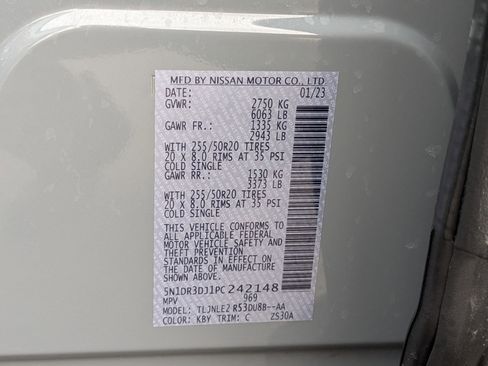 MFD BY NISSAN MOTOR CO., LTD
DATE: 01/23
GVWR: 2750 KG
6063 LB
GAWR FR.: 1335 KG
2943 LB
WITH 255/50R20 TIRES
20 X 8.0 RIMS AT 35 PSI
COLD SINGLE
GAWR RR.: 1530 KG
3373 LB
WITH 255/50R20 TIRES
20 X 8.0 RIMS AT 35 PSI
COLD SINGLE
THIS VEHICLE CONFORMS TO
ALL APPLICABLE FEDERAL
MOTOR VEHICLE SAFETY AND
AND THEFT PREVENTION
STANDARDS IN EFFECT ON THE
DATE OF MANUFACTURE
5N1DR3DJ1PC242148
MPV 969
MODEL: TLJNLE2 R53DU8B--AA
COLOR: KBY TRIM: C ZS30A